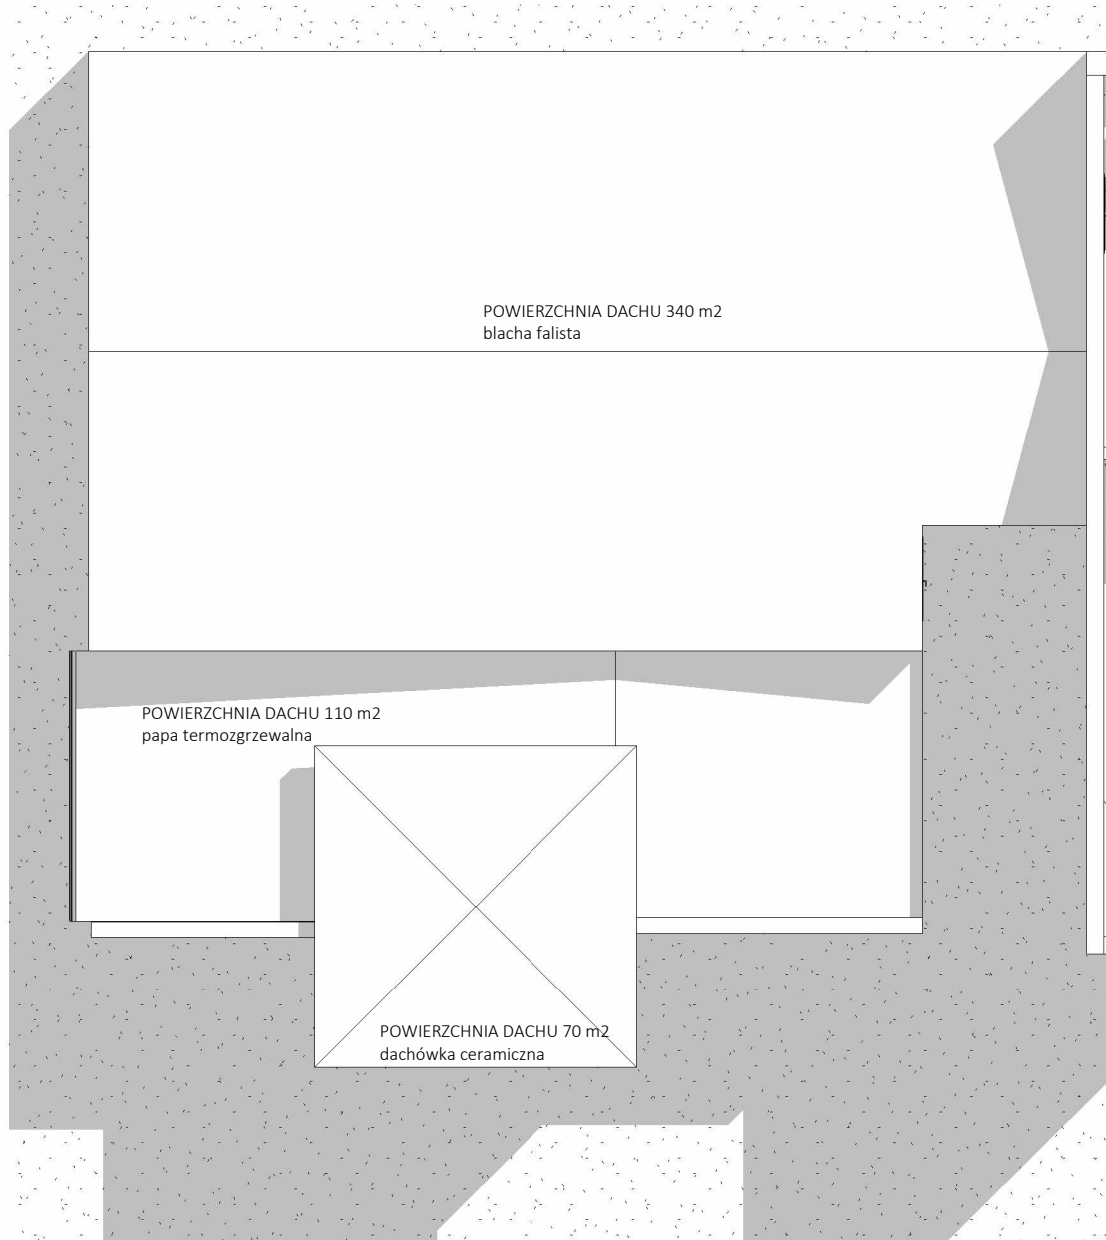 POWIERZCHNIA DACHU 340 m2
blacha falista
POWIERZCHNIA DACHU 110 m2
papa termozgrzewalna
POWIERZCHNIA DACHU 70 m2
dachówka ceramiczna